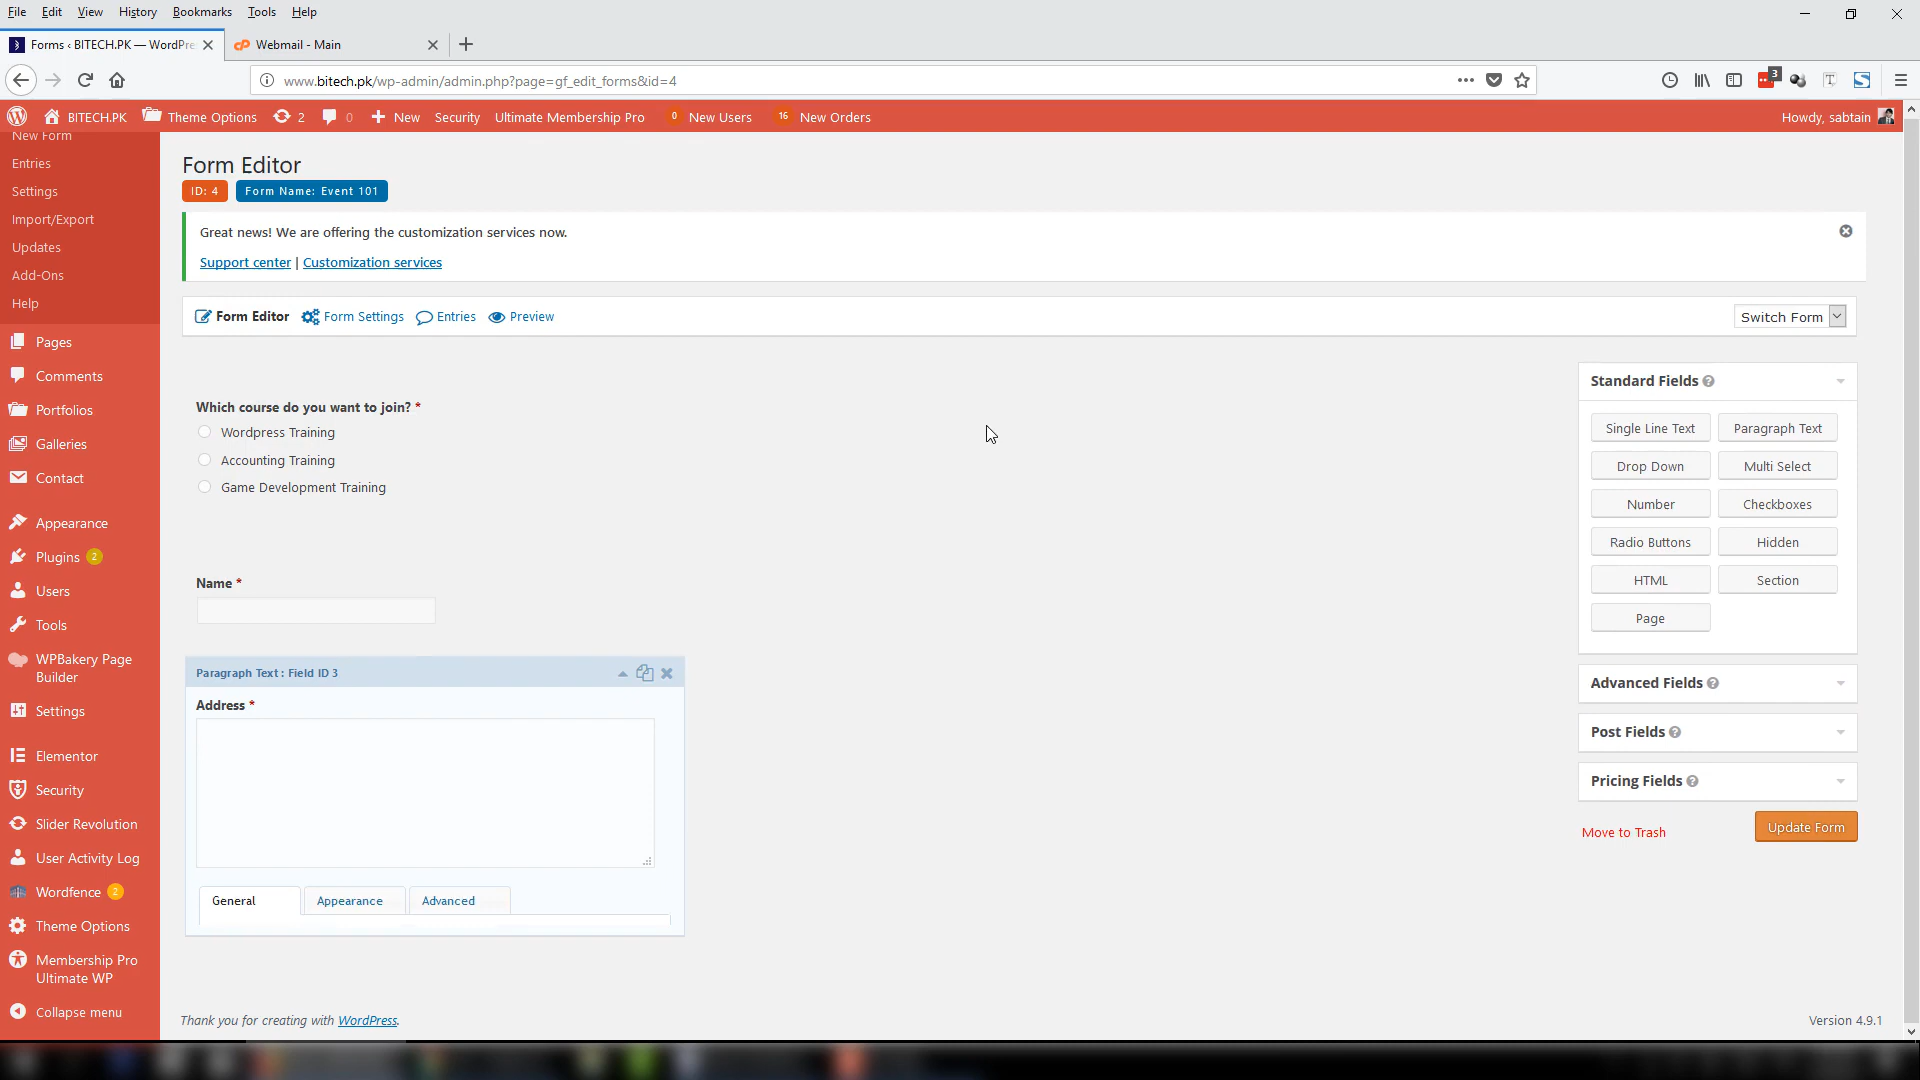 File Edit View History Bookmarks Tools Help
Forms ‹ BITECH.PK — WordPre
Webmail - Main
www.bitech.pk/wp-admin/admin.php?page=gf_edit_forms&id=4
3
BITECH.PK Theme Options 2 0 New Security Ultimate Membership Pro 0 New Users 16 New Orders Howdy, sabtain
New Form
Entries
Settings
Import/Export
Updates
Add-Ons
Help
Pages
Comments
Portfolios
Galleries
Contact
Appearance
Plugins 2
Users
Tools
WPBakery Page
Builder
Settings
Elementor
Security
Slider Revolution
User Activity Log
Wordfence 2
Theme Options
Membership Pro
Ultimate WP
Collapse menu
Form Editor
ID: 4 Form Name: Event 101
Great news! We are offering the customization services now.
Support center | Customization services
Form Editor Form Settings Entries Preview
Switch Form
Which course do you want to join? *
Wordpress Training
Accounting Training
Game Development Training
Name *
Paragraph Text : Field ID 3
Address *
General Appearance Advanced
Standard Fields
Single Line Text Paragraph Text
Drop Down Multi Select
Number Checkboxes
Radio Buttons Hidden
HTML Section
Page
Advanced Fields
Post Fields
Pricing Fields
Move to Trash Update Form
Thank you for creating with WordPress.
Version 4.9.1